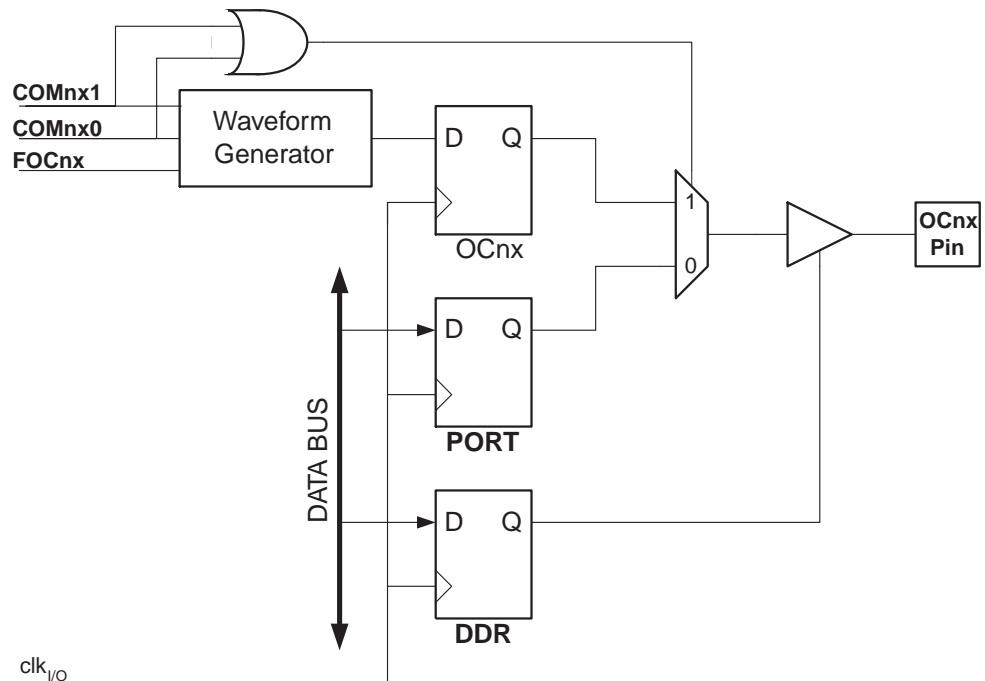 COMnx1
COMnx0
FOCnx
Waveform
Generator
D Q
OCnx
1
0
OCnx
Pin
D Q
PORT
DATA BUS
D Q
DDR
clkI/O